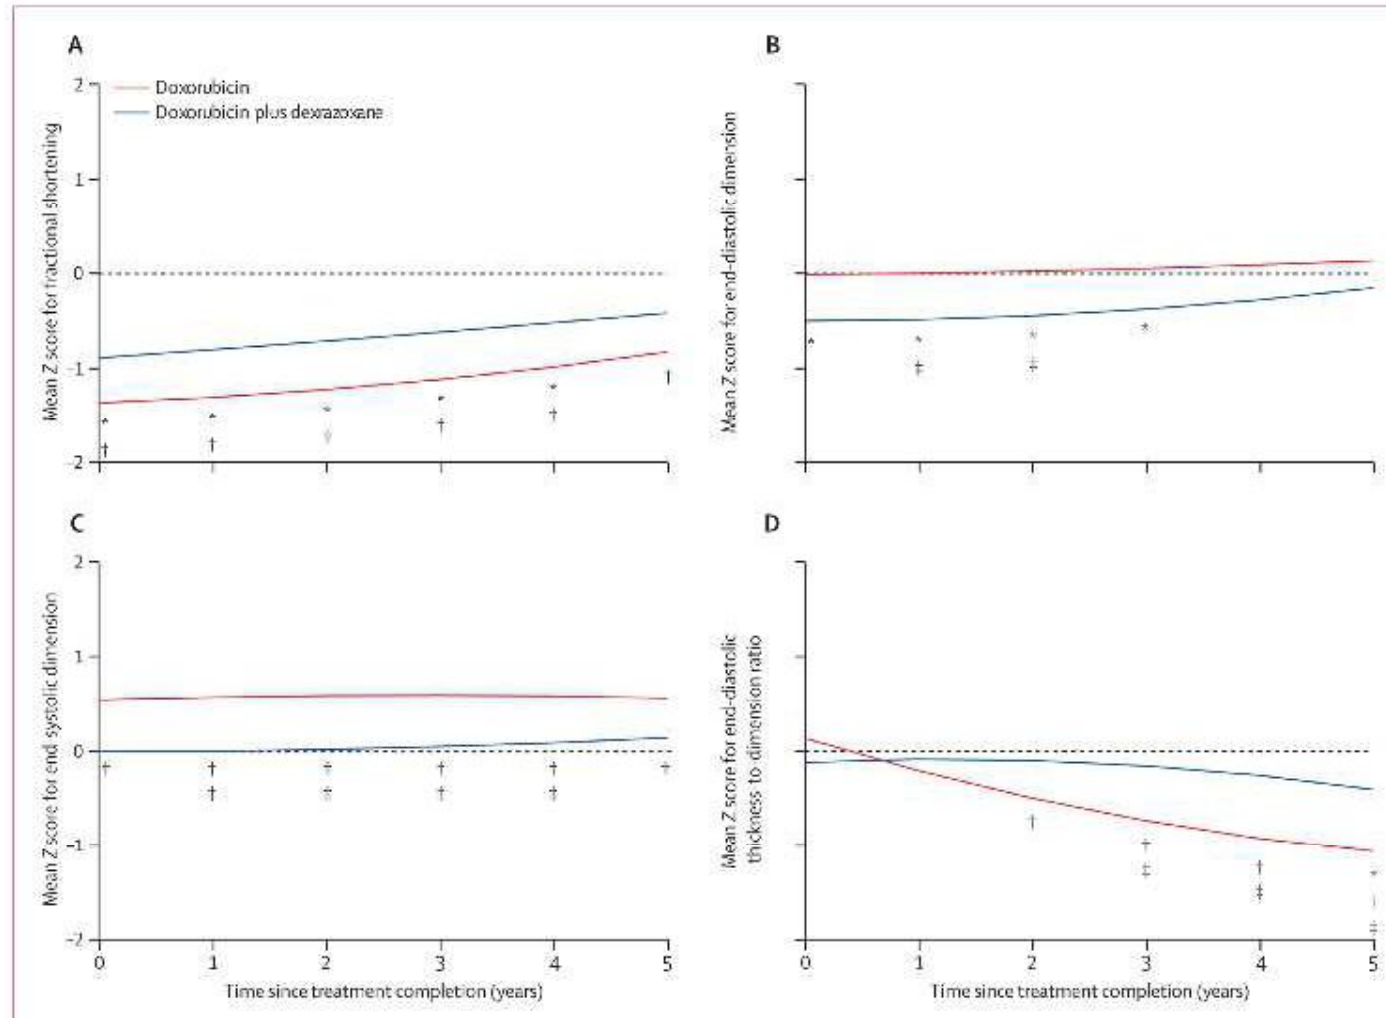 A
Doxorubicin
Doxorubicin plus dexrazoxane
Mean Z score for fractional shortening
2
1
0
-1
-2
* * * * *
† † † † †
B
Mean Z score for end-diastolic dimension
* * * *
‡ ‡
C
Mean Z score for end-systolic dimension
2
1
0
-1
-2
† † † † † †
0 1 2 3 4 5
Time since treatment completion (years)
D
Mean Z score for end-diastolic
thickness-to-dimension ratio
† † †
‡ ‡ ‡
*
0 1 2 3 4 5
Time since treatment completion (years)